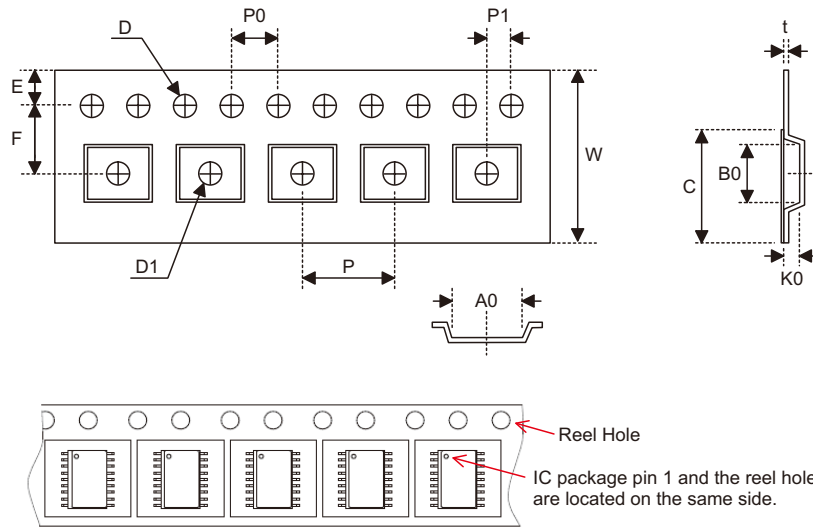 D
P0
P1
t
E
F
W
C
B0
D1
P
K0
A0
Reel Hole
IC package pin 1 and the reel hole
are located on the same side.